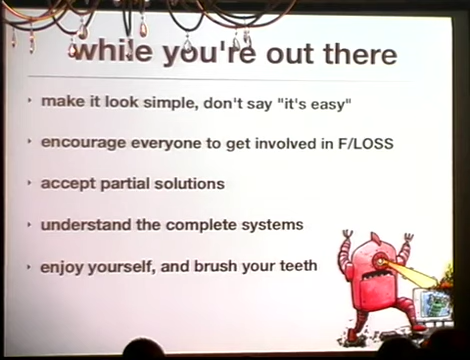 while you're out there
make it look simple, don't say "it's easy"
encourage everyone to get involved in F/LOSS
accept partial solutions
understand the complete systems
enjoy yourself, and brush your teeth